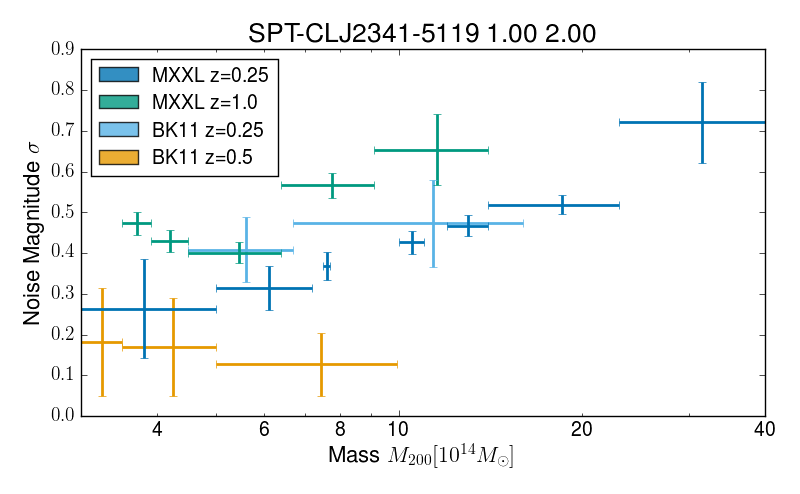 SPT-CLJ2341-5119 1.00 2.00
0.9
0.8
0.7
0.6
0.5
0.4
0.3
0.2
0.1
0.0
Noise Magnitude σ
MXXL z=0.25
MXXL z=1.0
BK11 z=0.25
BK11 z=0.5
4 6 8 10 20 40
Mass M₂₀₀[10¹⁴M☉]